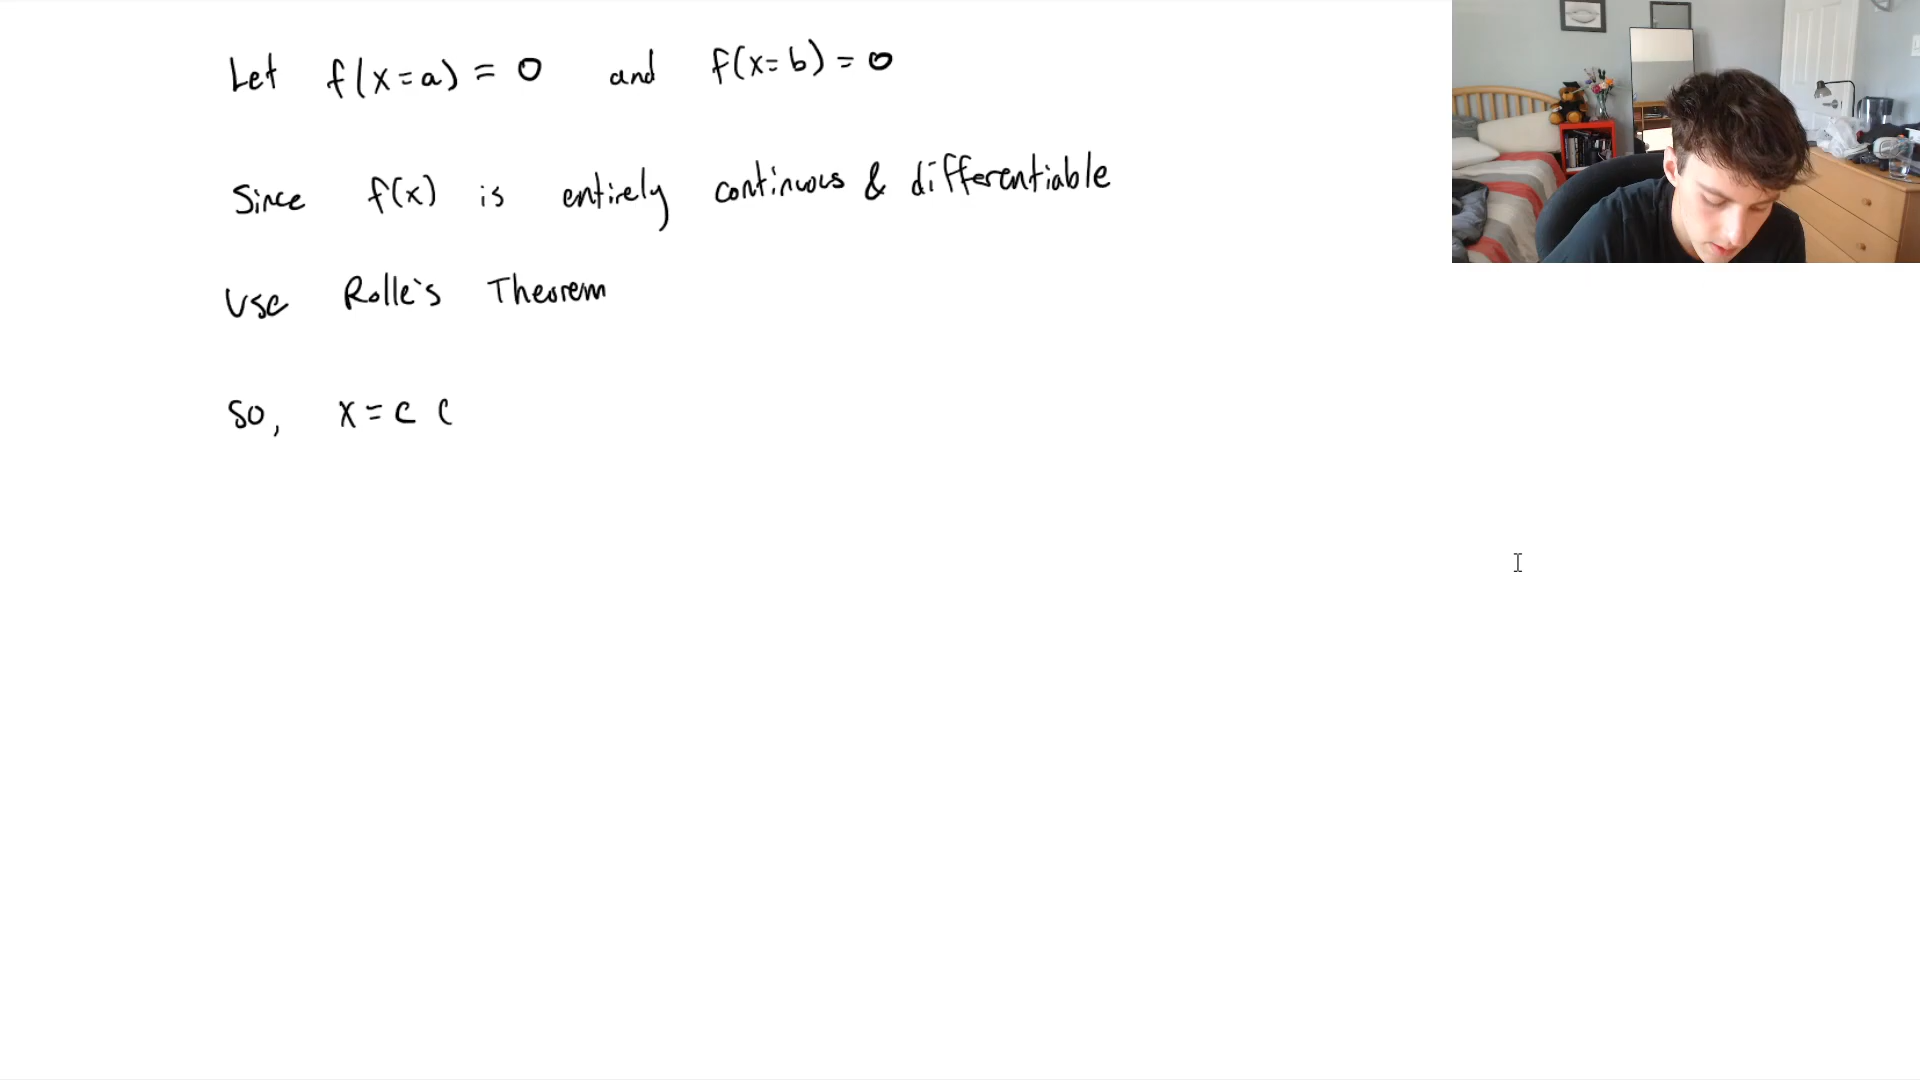 Let f(x=a) = 0 and f(x=b) = 0
Since f(x) is entirely continuous & differentiable
Use Rolle's Theorem
So, x = c (